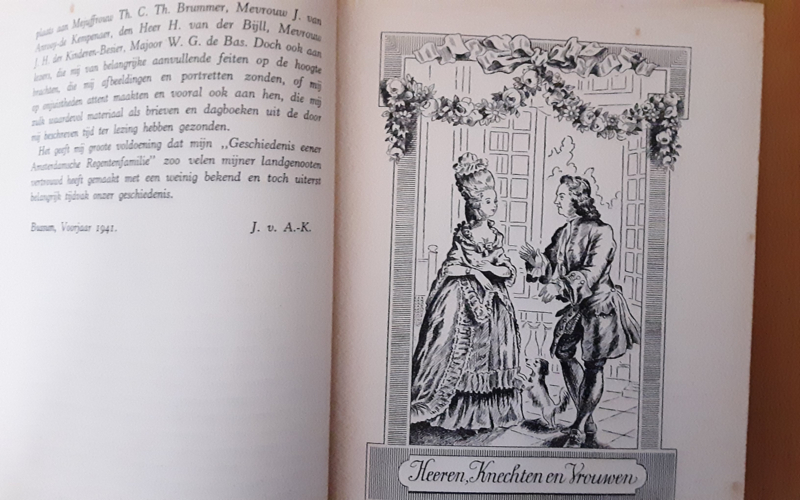 plaats aan Mejuffrouw Th. C. Th. Brummer, Mevrouw J. van
Ammers-de Kempenaer, den Heer H. van der Bijll, Mevrouw
J. H. der Kinderen-Besier, Majoor W. G. de Bas. Doch ook aan
lezers, die mij van belangrijke aanvullende feiten op de hoogte
brachten, die mij afbeeldingen en portretten zonden, of mij
op onjuistheden attent maakten en vooral ook aan hen, die mij
zulk waardevol materiaal als brieven en dagboeken uit de door
mij beschreven tijd ter lezing hebben gezonden.
Het geeft mij groote voldoening dat mijn „Geschiedenis eener
Amsterdamsche Regentenfamilie" zoo velen mijner landgenooten
vertrouwd heeft gemaakt met een weinig bekend en toch uiterst
belangrijk tijdvak onzer geschiedenis.
Bussum, Voorjaar 1941. J. v. A.-K.
Heeren, Knechten en Vrouwen